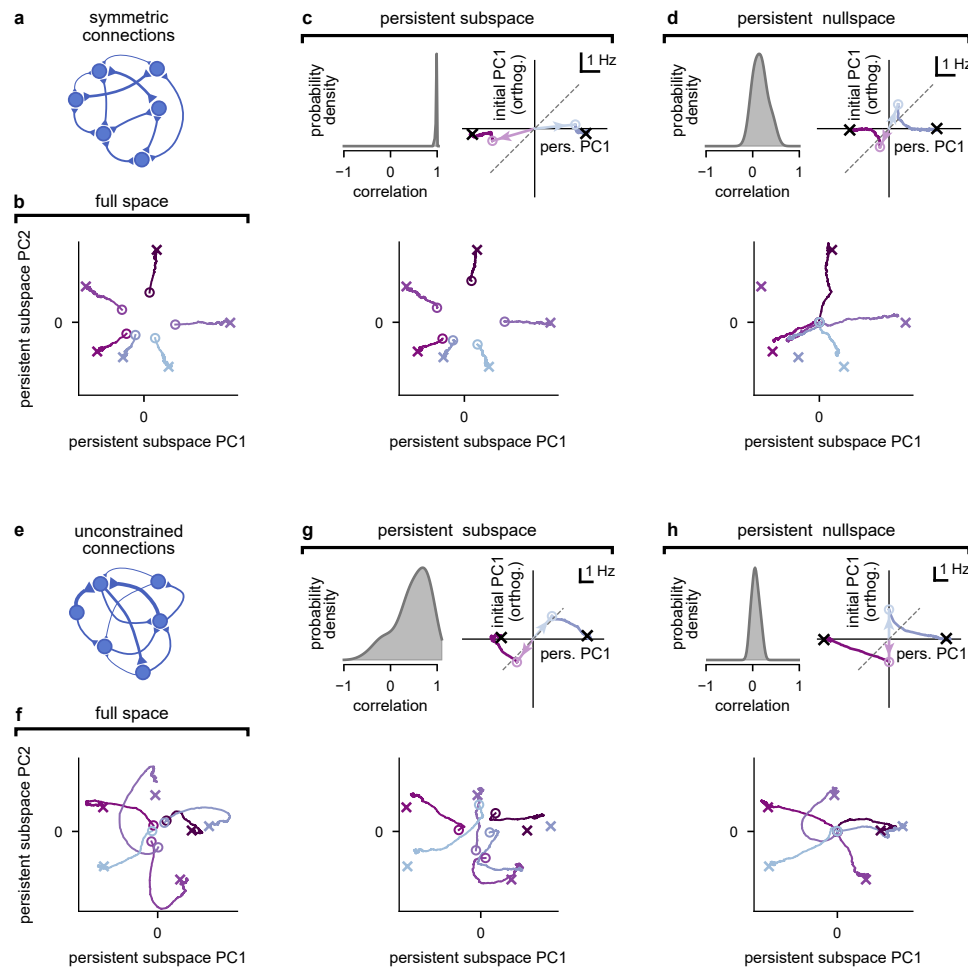 a
symmetric
connections
c
persistent subspace
probability
density
−1
0
1
correlation
initial PC1
(orthog.)
1 Hz
pers. PC1
d
persistent nullspace
probability
density
−1
0
1
correlation
initial PC1
(orthog.)
1 Hz
pers. PC1
b
full space
persistent subspace PC2
0
0
persistent subspace PC1
0
persistent subspace PC1
0
persistent subspace PC1
e
unconstrained
connections
g
persistent subspace
probability
density
−1
0
1
correlation
initial PC1
(orthog.)
1 Hz
pers. PC1
h
persistent nullspace
probability
density
−1
0
1
correlation
initial PC1
(orthog.)
1 Hz
pers. PC1
f
full space
persistent subspace PC2
0
0
persistent subspace PC1
0
0
persistent subspace PC1
0
0
persistent subspace PC1